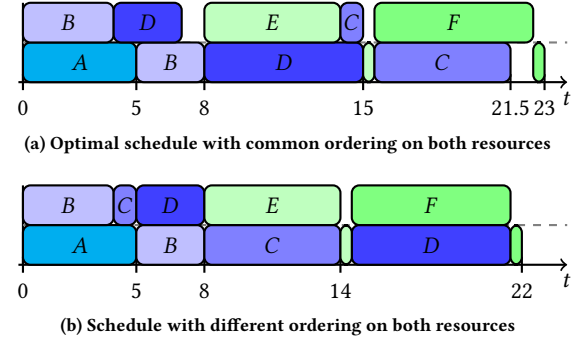 B D E C F
A B D C
0 5 8 15 21.5 23 t
(a) Optimal schedule with common ordering on both resources
B C D E F
A B C D
0 5 8 14 22 t
(b) Schedule with different ordering on both resources